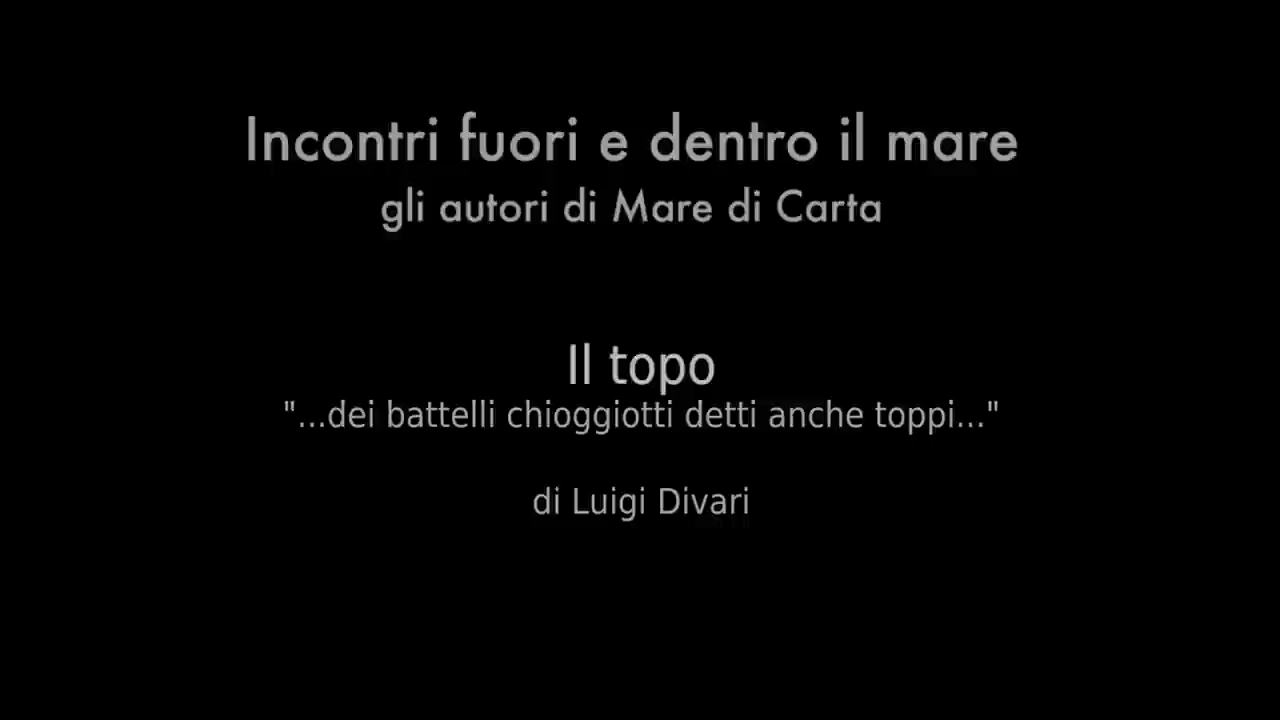 Incontri fuori e dentro il mare
gli autori di Mare di Carta
Il topo
"...dei battelli chioggiotti detti anche toppi..."
di Luigi Divari